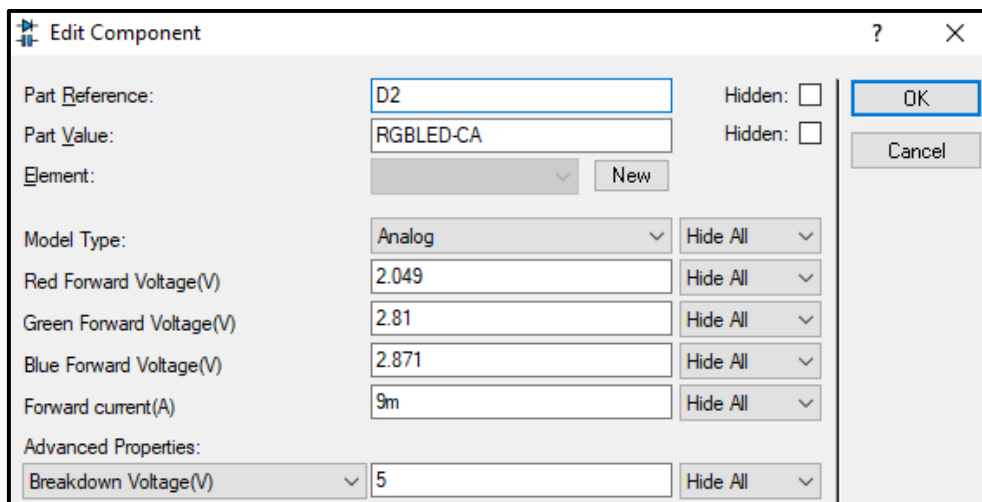 Edit Component ?
Part Reference: D2 Hidden: OK
Part Value: RGBLED-CA Hidden: Cancel
Element: New
Model Type: Analog Hide All
Red Forward Voltage(V) 2.049 Hide All
Green Forward Voltage(V) 2.81 Hide All
Blue Forward Voltage(V) 2.871 Hide All
Forward current(A) 9m Hide All
Advanced Properties:
Breakdown Voltage(V) 5 Hide All